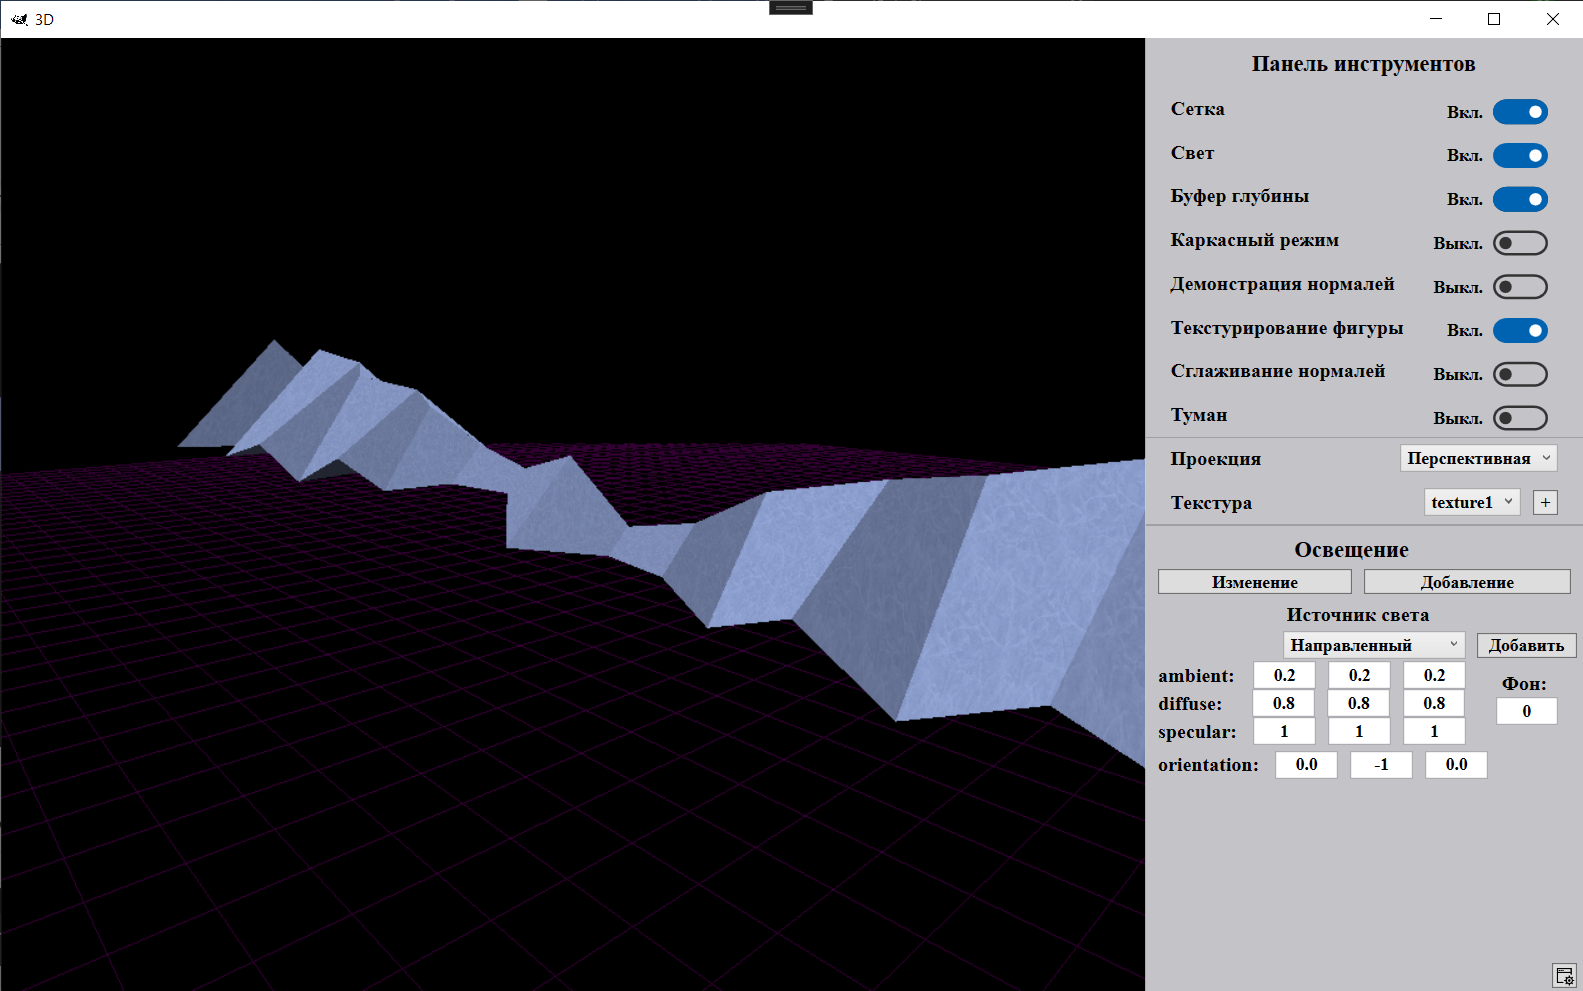 3D
Панель инструментов
Сетка Вкл.
Свет Вкл.
Буфер глубины Вкл.
Каркасный режим Выкл.
Демонстрация нормалей Выкл.
Текстурирование фигуры Вкл.
Сглаживание нормалей Выкл.
Туман Выкл.
Проекция Перспективная
Текстура texture1 +
Освещение
Изменение Добавление
Источник света
Направленный Добавить
ambient: 0.2 0.2 0.2 Фон:
diffuse: 0.8 0.8 0.8 0
specular: 1 1 1
orientation: 0.0 -1 0.0